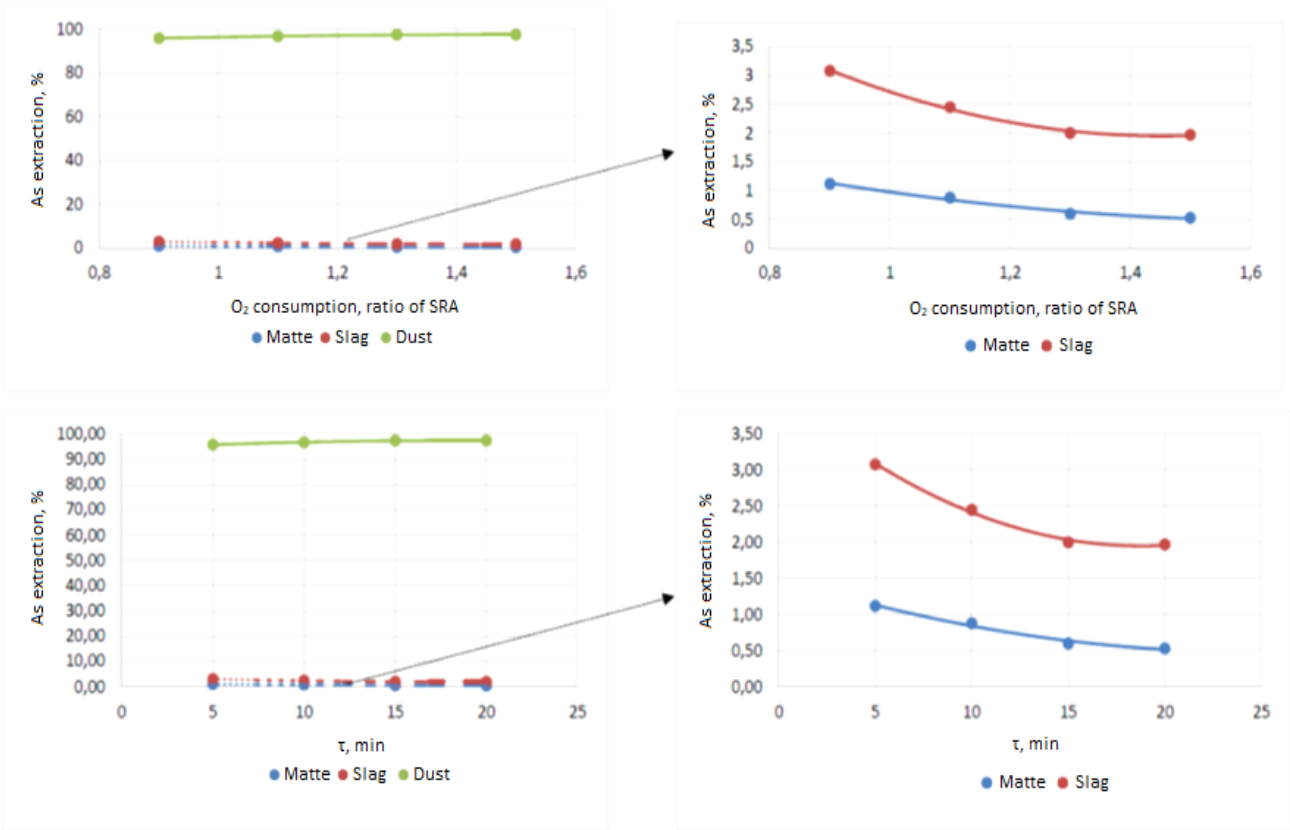 100
80
60
40
20
0
0,8 1 1,2 1,4 1,6
As extraction, %
O₂ consumption, ratio of SRA
Matte Slag Dust
3,5
3
2,5
2
1,5
1
0,5
0
0,8 1 1,2 1,4 1,6
As extraction, %
O₂ consumption, ratio of SRA
Matte Slag
100,00
90,00
80,00
70,00
60,00
50,00
40,00
30,00
20,00
10,00
0,00
0 5 10 15 20 25
As extraction, %
τ, min
Matte Slag Dust
3,50
3,00
2,50
2,00
1,50
1,00
0,50
0,00
0 5 10 15 20 25
As extraction, %
τ, min
Matte Slag